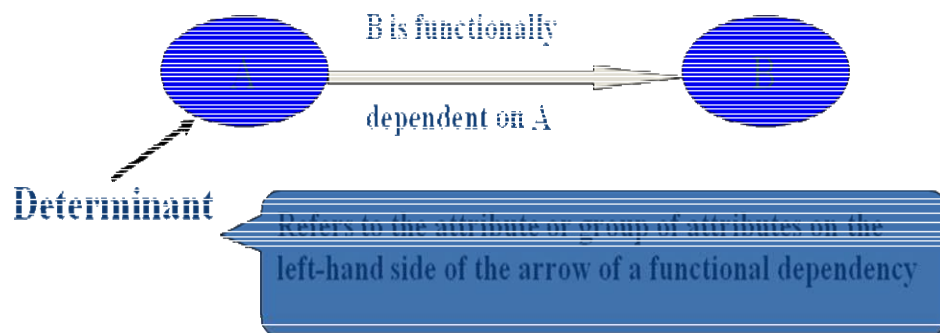 B is functionally
A
B
dependent on A
Determinant
Refers to the attribute or group of attributes on the
left-hand side of the arrow of a functional dependency